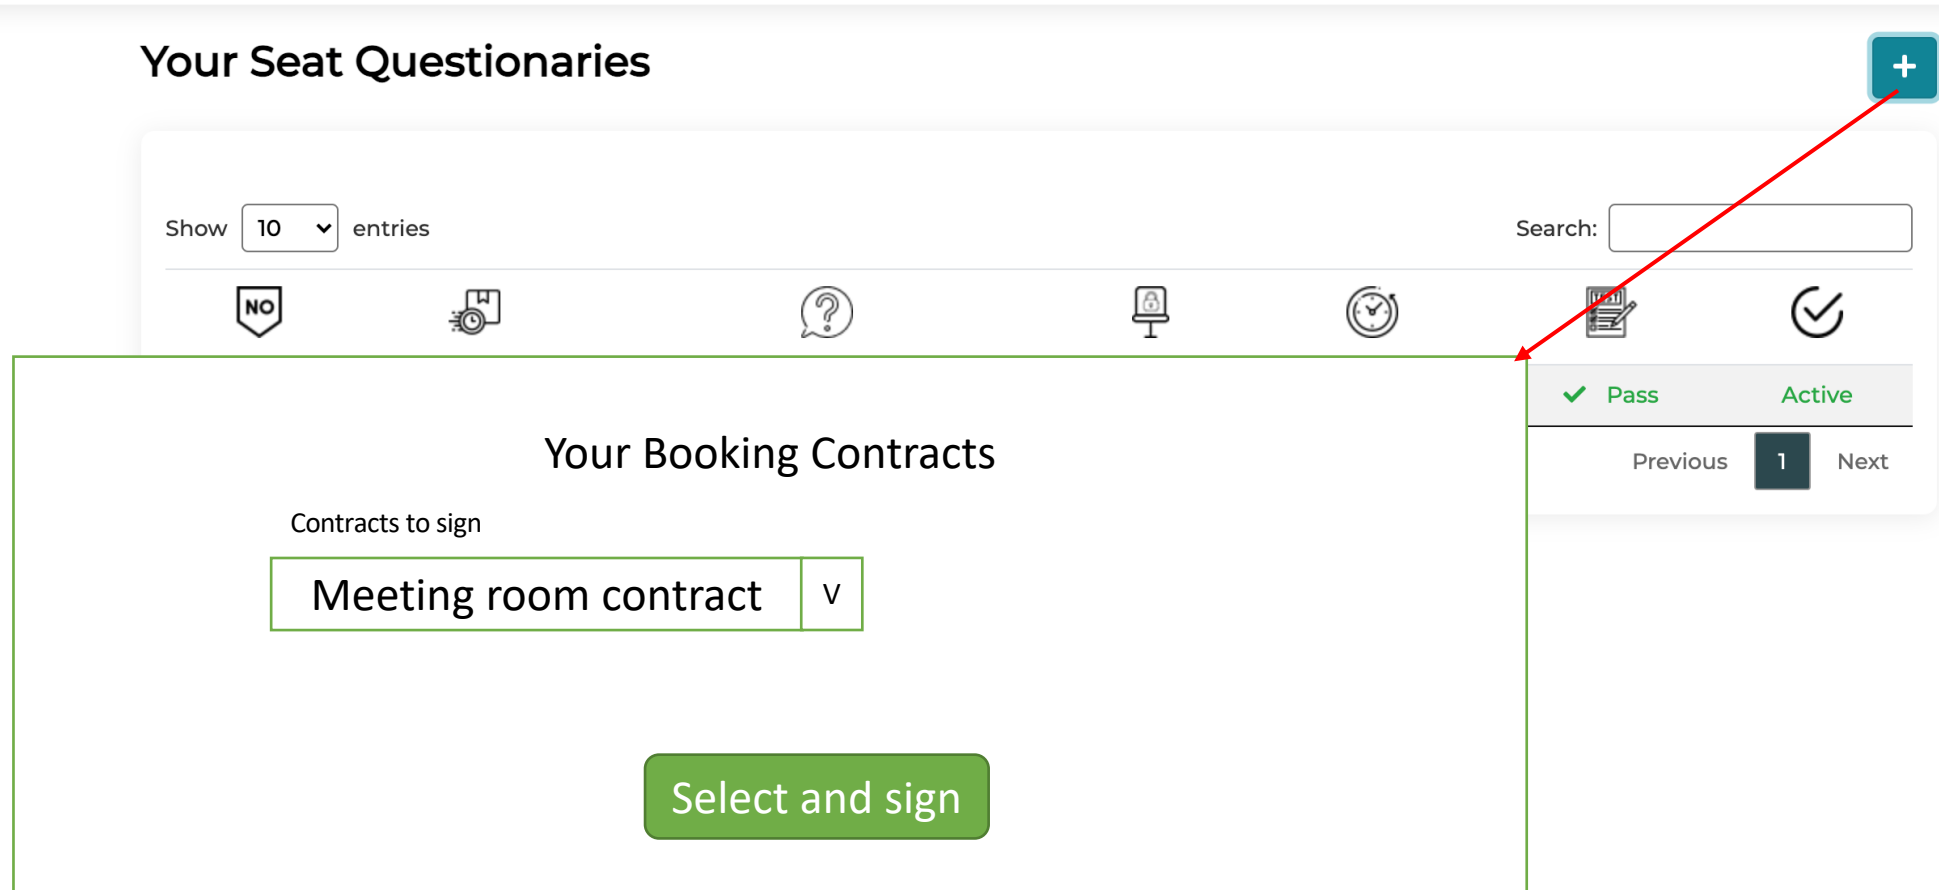 Your Seat Questionaries
+
Show 10 entries
Search:
NO
TEST
Pass Active
Previous 1 Next
Your Booking Contracts
Contracts to sign
Meeting room contract V
Select and sign